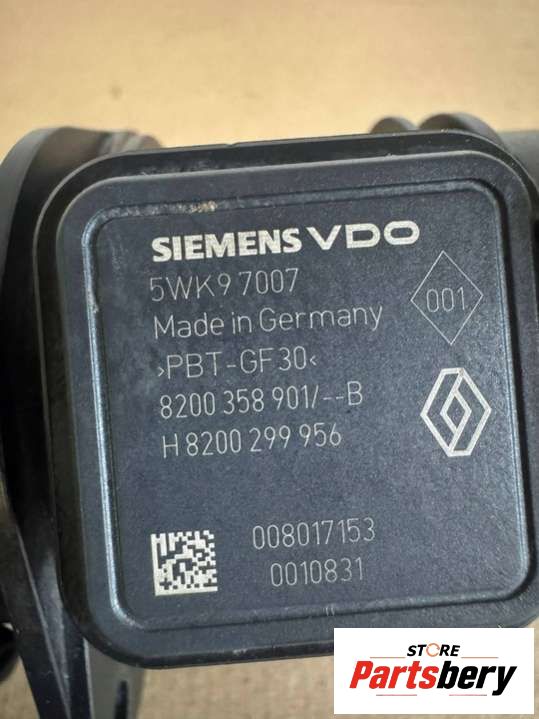 SIEMENS VDO
5WK9 7007
001
Made in Germany
>PBT-GF30<
8200 358 901/--B
H8200 299 956
008017153
0010831
STORE
Partsbery